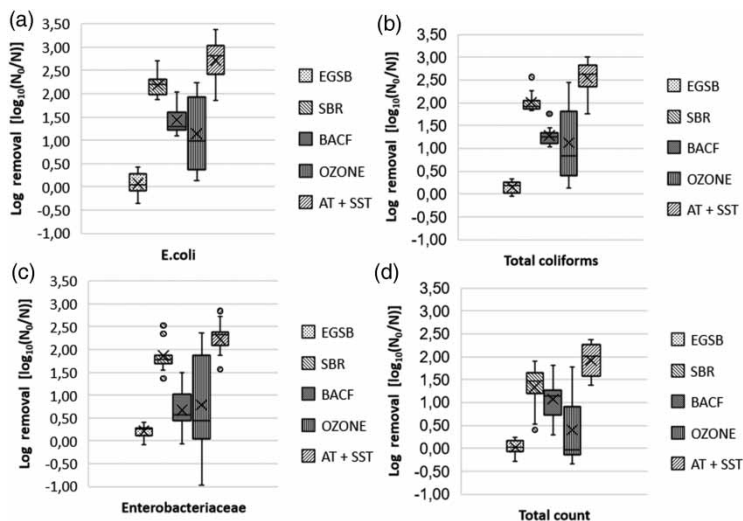 (a)
3,50
3,00
2,50
2,00
1,50
1,00
0,50
0,00
-0,50
-1,00
Log removal [log₁₀(N₀/N)]
E.coli
EGSB
SBR
BACF
OZONE
AT + SST
(b)
3,50
3,00
2,50
2,00
1,50
1,00
0,50
0,00
-0,50
-1,00
Log removal [log₁₀(N₀/N)]
Total coliforms
EGSB
SBR
BACF
OZONE
AT + SST
(c)
3,50
3,00
2,50
2,00
1,50
1,00
0,50
0,00
-0,50
-1,00
Log removal [log₁₀(N₀/N)]
Enterobacteriaceae
EGSB
SBR
BACF
OZONE
AT + SST
(d)
3,50
3,00
2,50
2,00
1,50
1,00
0,50
0,00
-0,50
-1,00
Log removal [log₁₀(N₀/N)]
Total count
EGSB
SBR
BACF
OZONE
AT + SST